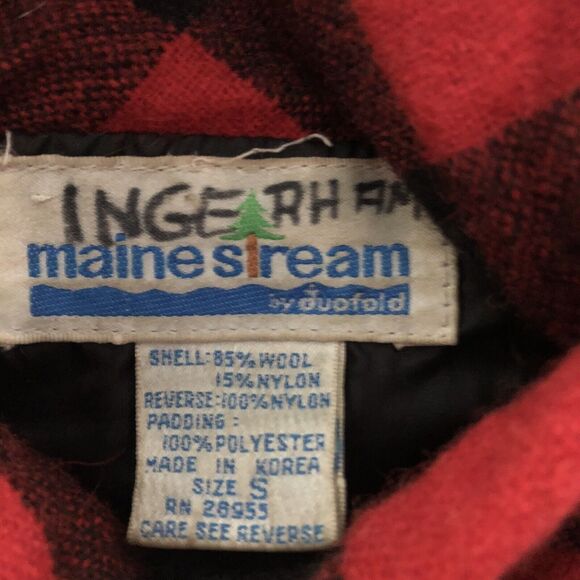 INGERHAM
mainestream
by duofold
SHELL: 85% WOOL
15% NYLON
REVERSE: 100% NYLON
PADDING :
100% POLYESTER
MADE IN KOREA
SIZE S
RN 28955
CARE SEE REVERSE